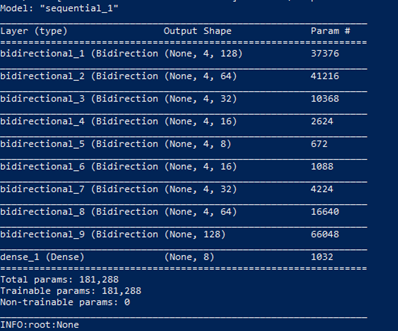 Model: "sequential_1"
Layer (type) Output Shape Param #
bidirectional_1 (Bidirection (None, 4, 128) 37376
bidirectional_2 (Bidirection (None, 4, 64) 41216
bidirectional_3 (Bidirection (None, 4, 32) 10368
bidirectional_4 (Bidirection (None, 4, 16) 2624
bidirectional_5 (Bidirection (None, 4, 8) 672
bidirectional_6 (Bidirection (None, 4, 16) 1088
bidirectional_7 (Bidirection (None, 4, 32) 4224
bidirectional_8 (Bidirection (None, 4, 64) 16640
bidirectional_9 (Bidirection (None, 128) 66048
dense_1 (Dense) (None, 8) 1032
Total params: 181,288
Trainable params: 181,288
Non-trainable params: 0
INFO:root:None